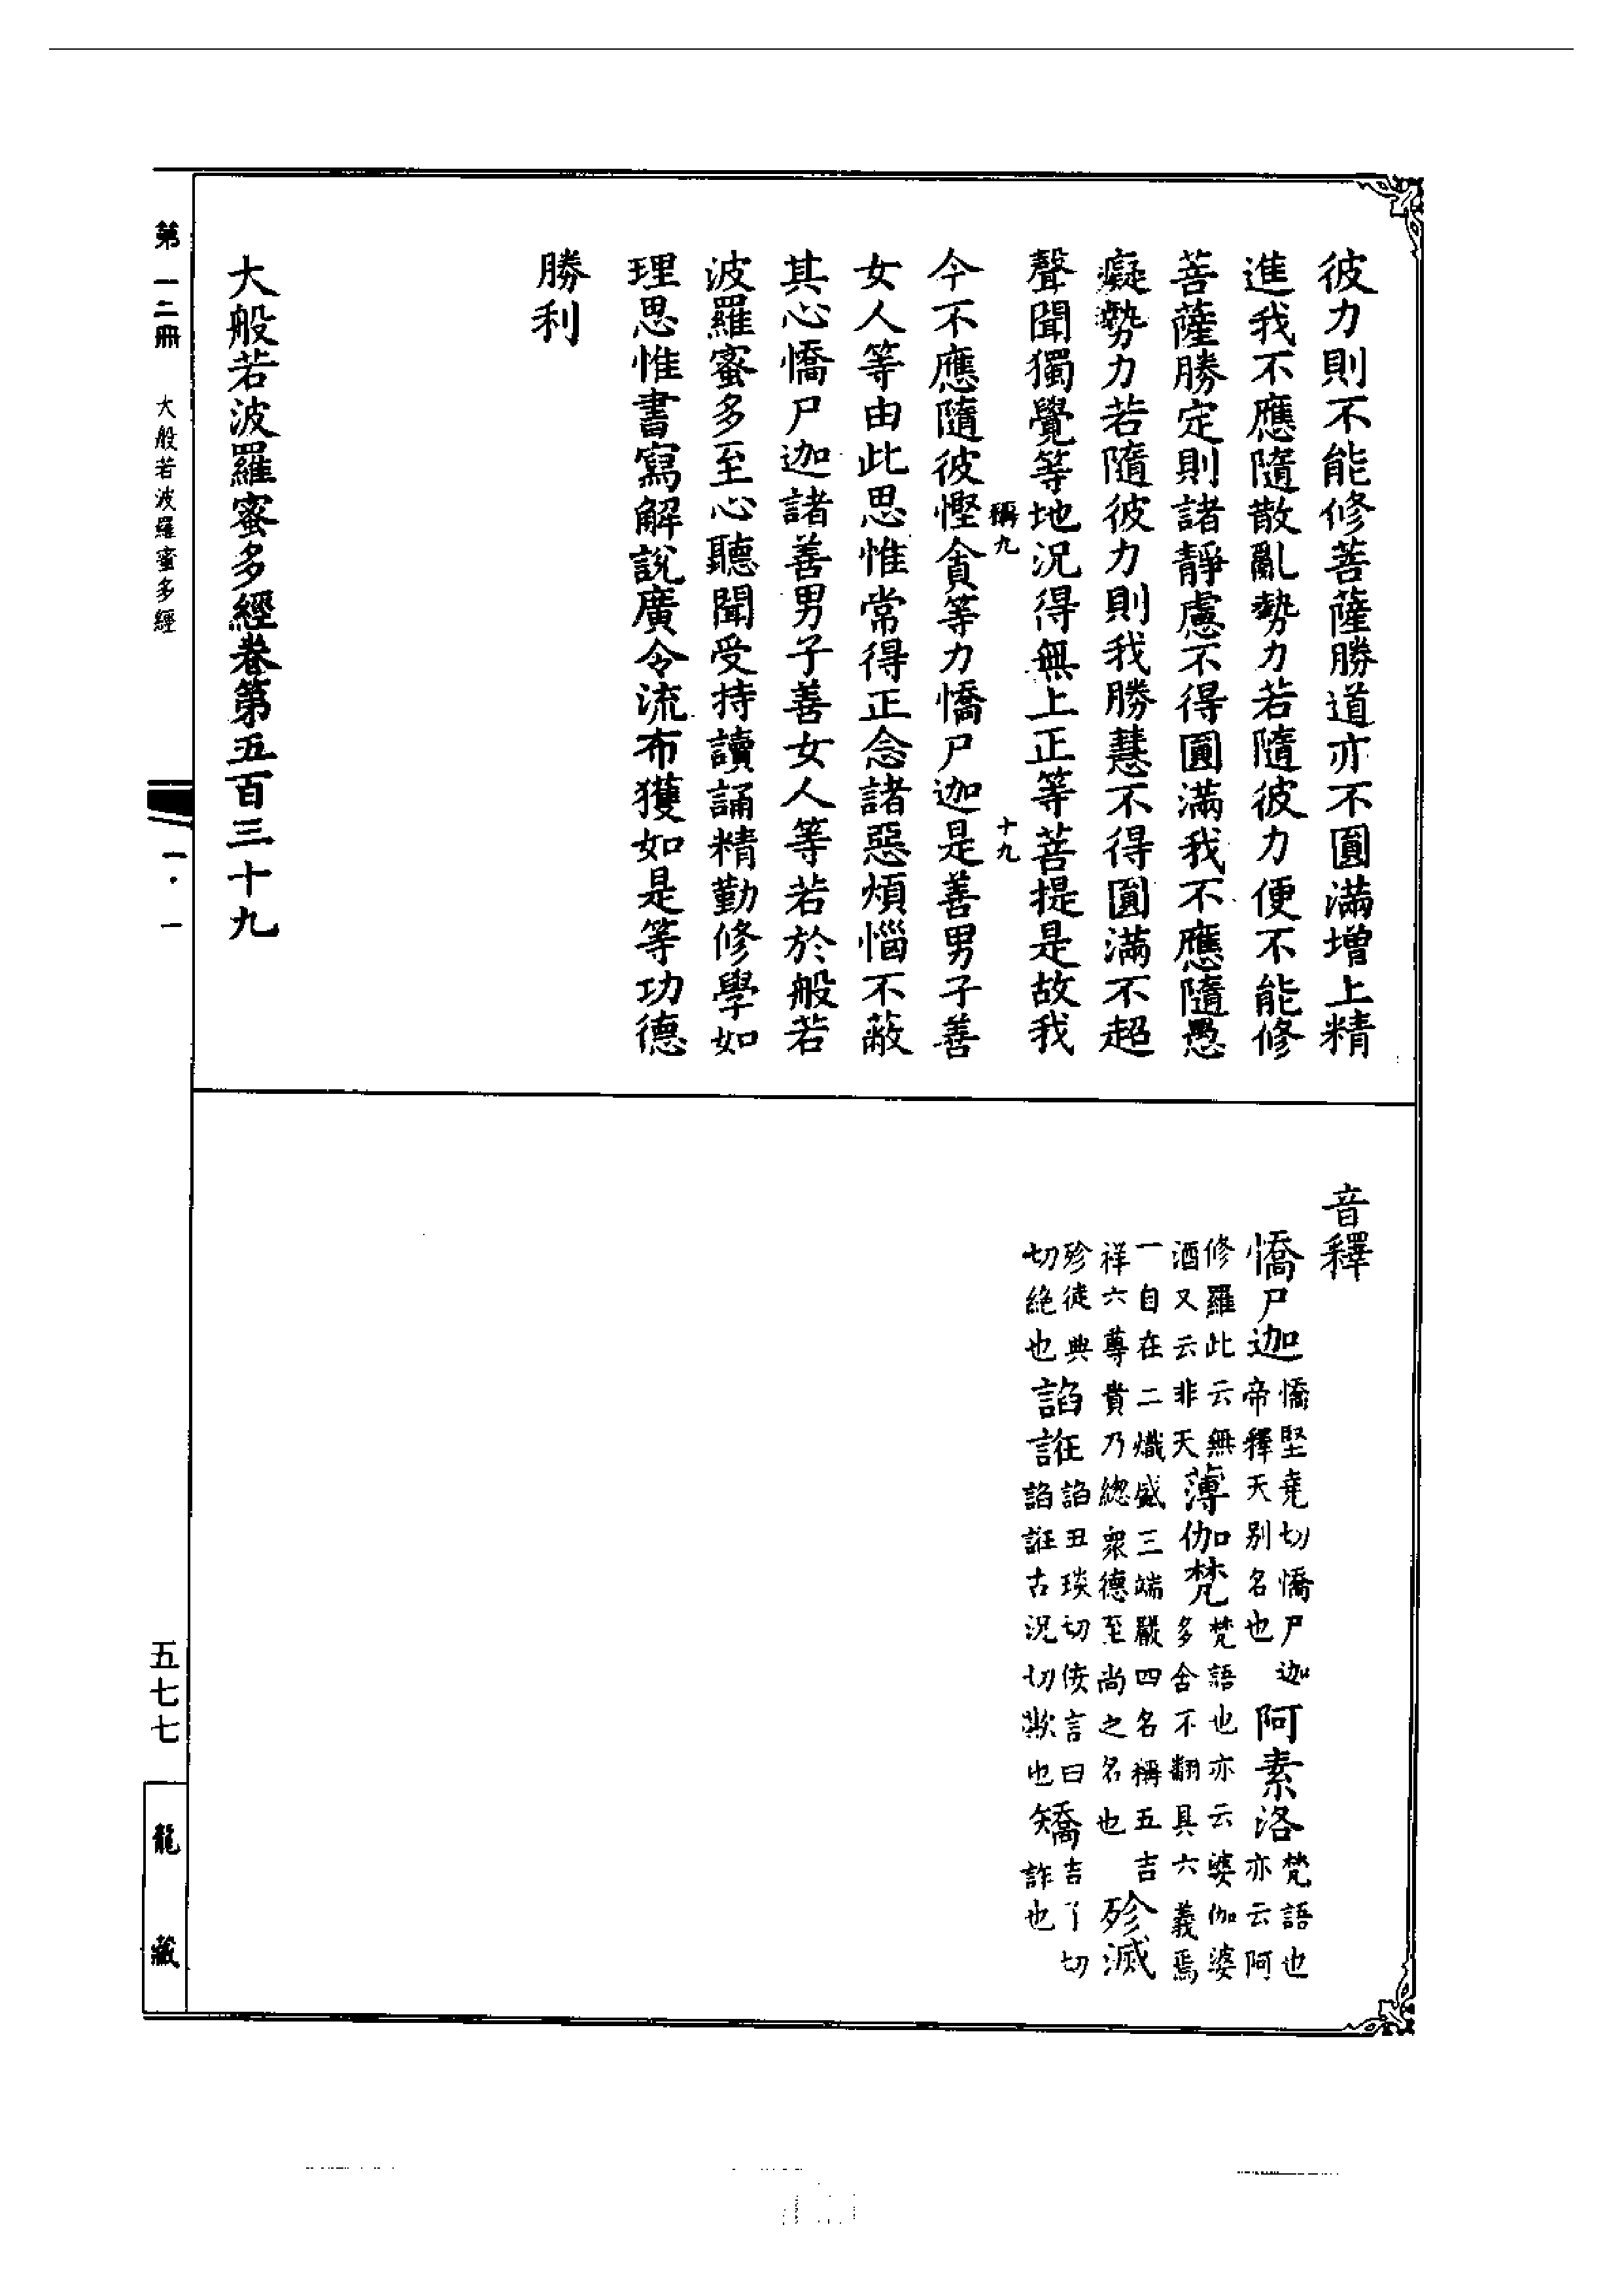 彼力則不能修菩薩勝道亦不圓滿增上精
進我不應隨散亂勢力若隨彼力便不能修
菩薩勝定則諸靜慮不得圓滿我不應隨愚
癡勢力若隨彼力則我勝慧不得圓滿不超
聲聞獨覺等地況得無上正等菩提是故我
稱九　十九
今不應隨彼慳貪等力憍尸迦是善男子善
女人等由此思惟常得正念諸惡煩惱不蔽
其心憍尸迦諸善男子善女人等若於般若
波羅蜜多至心聽聞受持讀誦精勤修學如
理思惟書寫解說廣令流布獲如是等功德
勝利
大般若波羅蜜多經卷第五百三十九
音釋
憍尸迦憍堅堯切憍尸迦帝釋天別名也　阿素洛梵語也亦云阿
修羅此云無酒又云非天　薄伽梵梵語也亦云婆伽婆多舍不翻具六義焉
一自在二熾盛三端嚴四名稱五吉祥六尊貴乃總衆德至尚之名也　殄滅
殄徒典切絶也　諂誑諂丑琰切佞言曰諂誑古況切欺也　矯吉了切詐也
第一二冊　大般若波羅蜜多經　一・一　五七七　龍藏